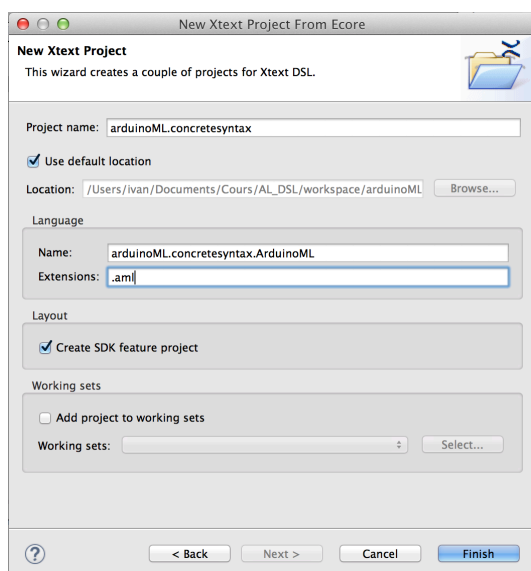 New Xtext Project From Ecore
New Xtext Project
This wizard creates a couple of projects for Xtext DSL.
Project name: arduinoML.concretesyntax
Use default location
Location: /Users/ivan/Documents/Cours/AL_DSL/workspace/arduinoML Browse...
Language
Name: arduinoML.concretesyntax.ArduinoML
Extensions: .aml
Layout
Create SDK feature project
Working sets
Add project to working sets
Working sets: Select...
? < Back Next > Cancel Finish